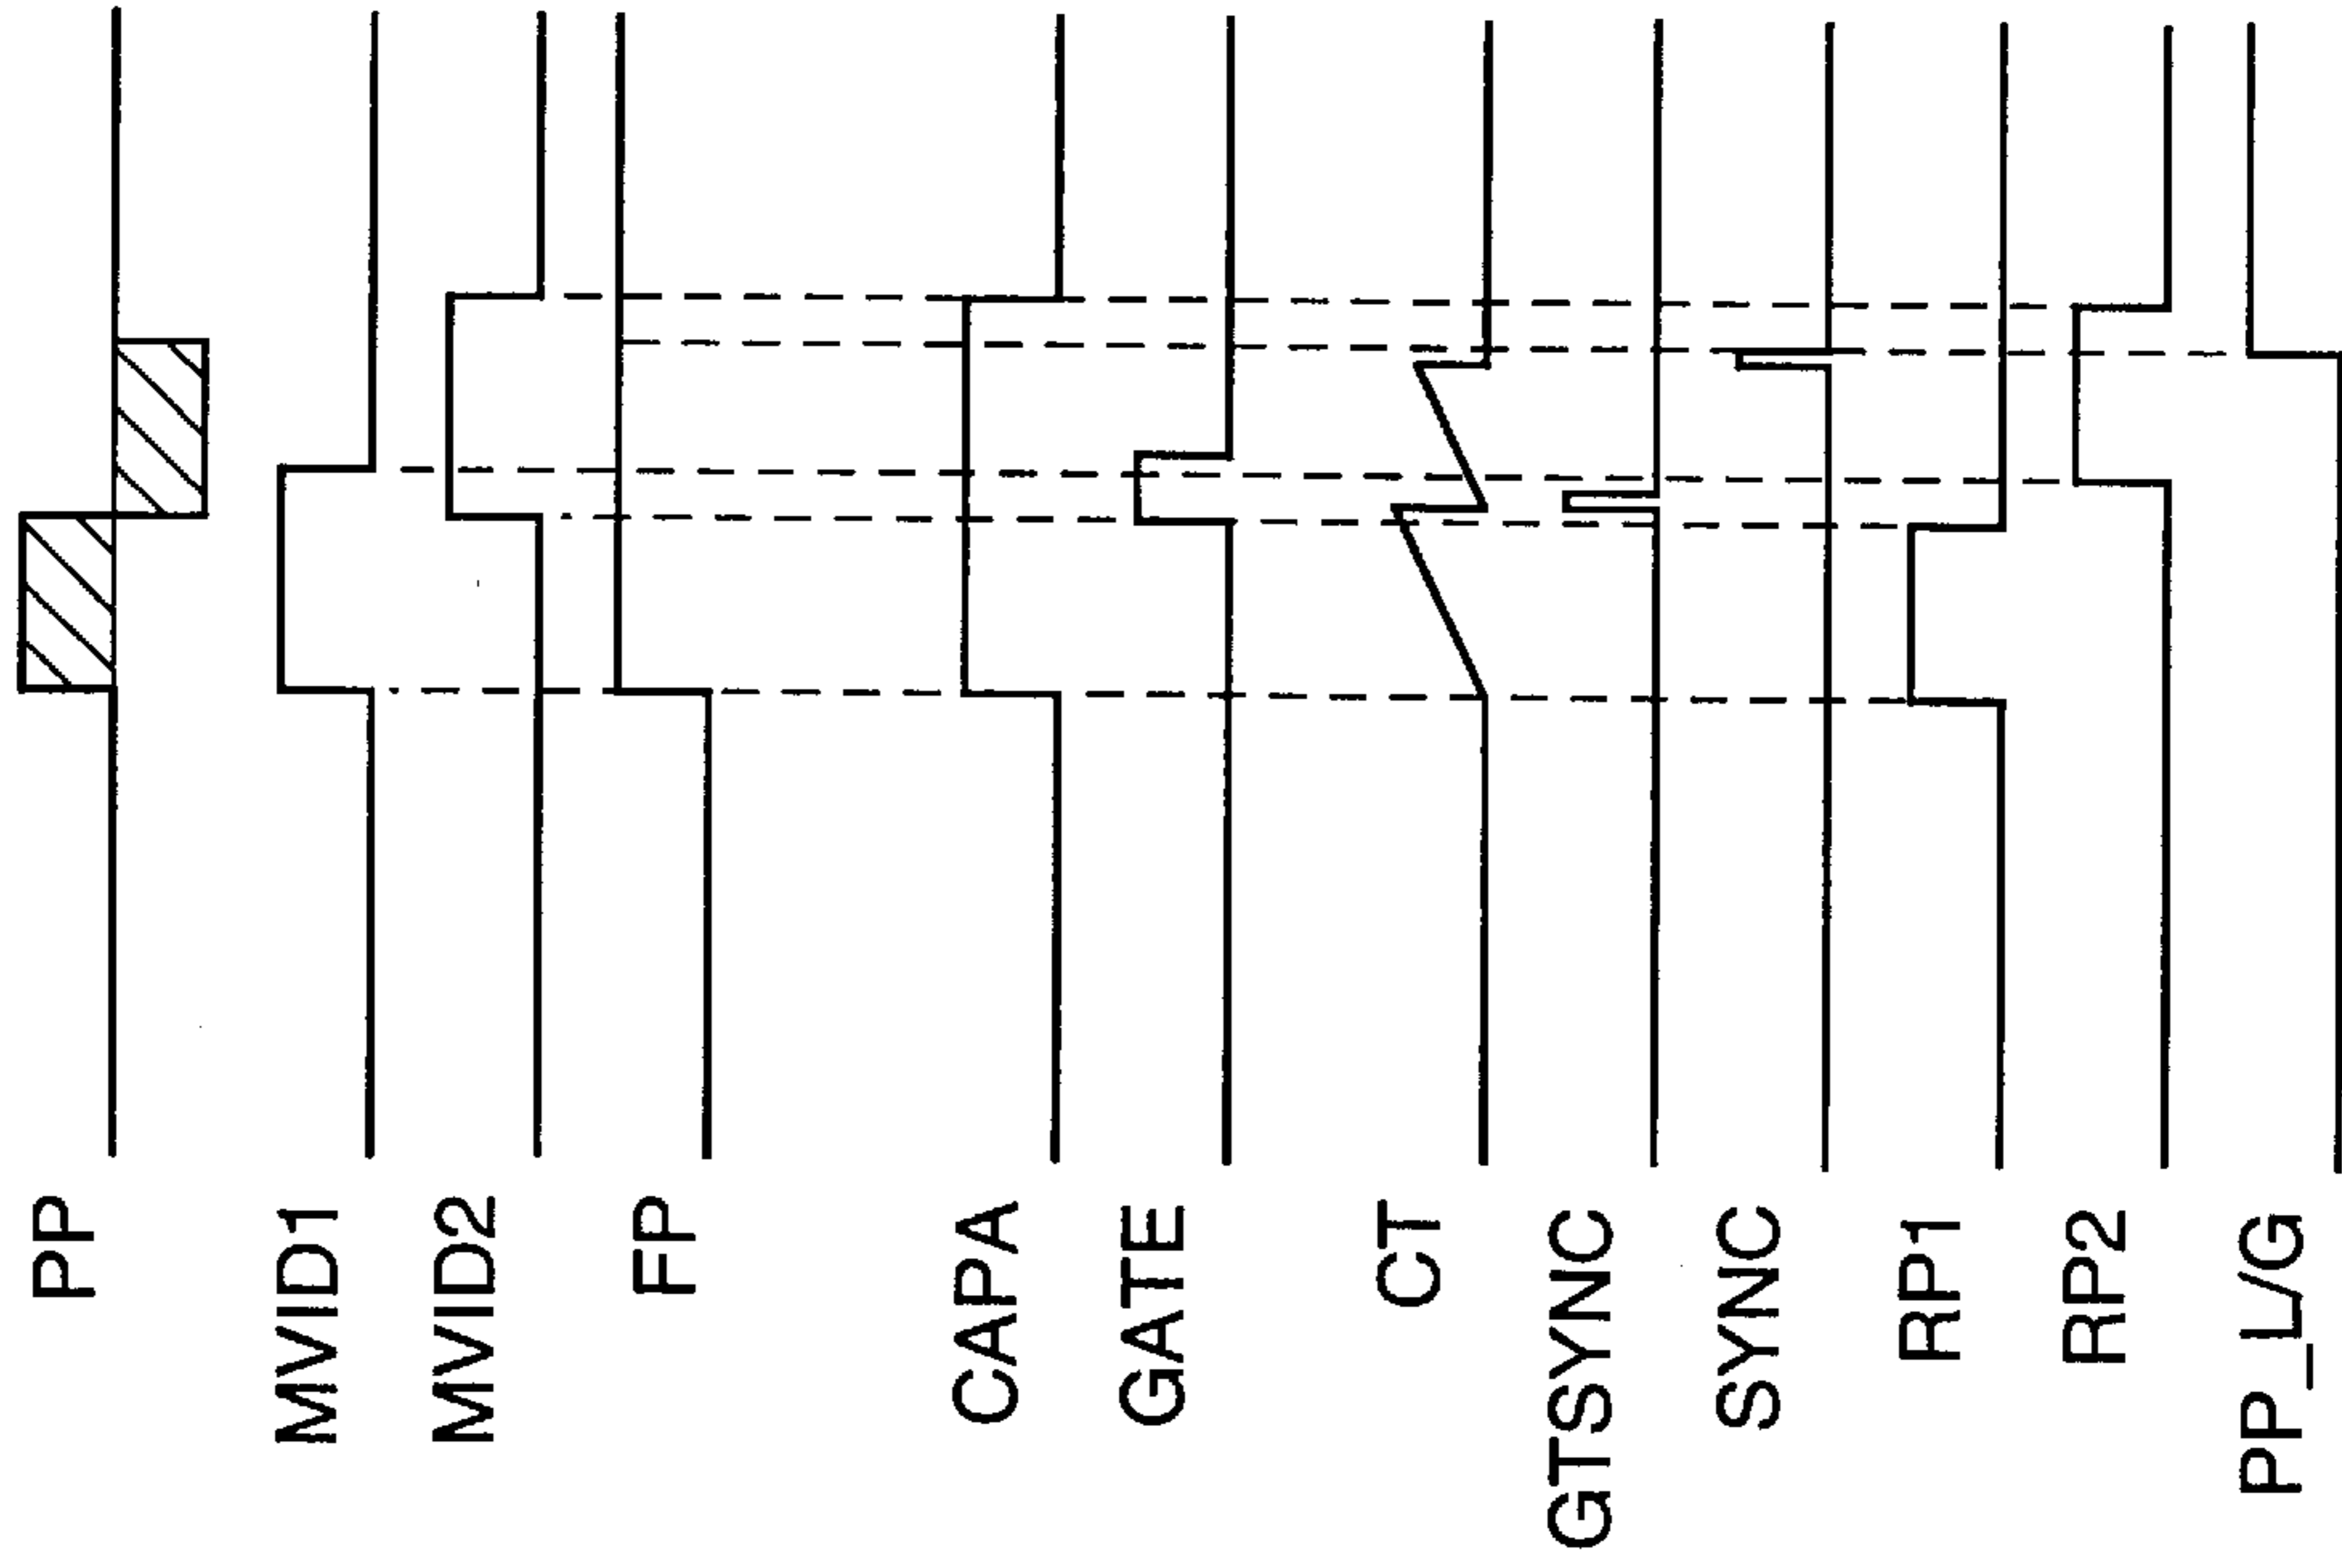 PP
MVID1
MVID2
FP
CAPA
GATE
CT
GTSYNC
SYNC
RP1
RP2
PP_L/G